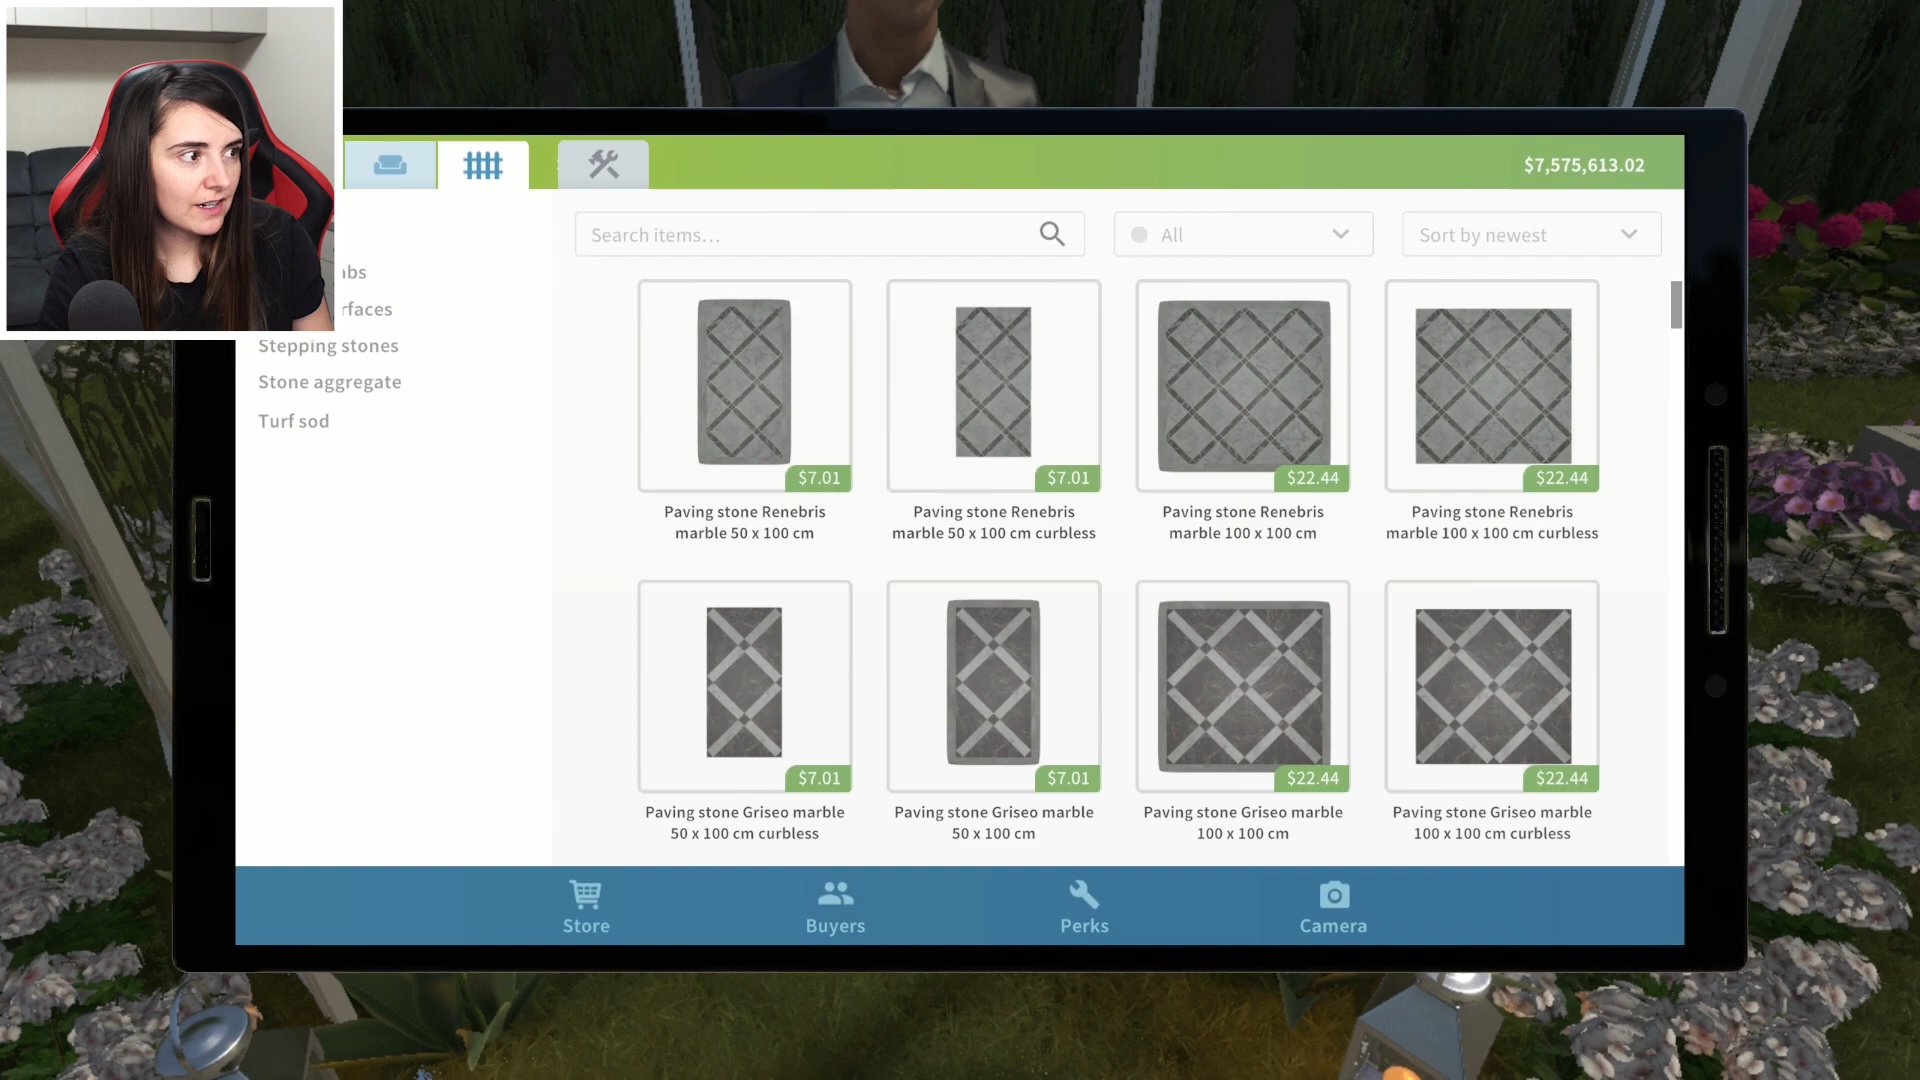 $7,575,613.02
Search items...
All
Sort by newest
abs
rfaces
Stepping stones
Stone aggregate
Turf sod
$7.01
$7.01
$22.44
$22.44
Paving stone Renebris
marble 50 x 100 cm
Paving stone Renebris
marble 50 x 100 cm curbless
Paving stone Renebris
marble 100 x 100 cm
Paving stone Renebris
marble 100 x 100 cm curbless
$7.01
$7.01
$22.44
$22.44
Paving stone Griseo marble
50 x 100 cm curbless
Paving stone Griseo marble
50 x 100 cm
Paving stone Griseo marble
100 x 100 cm
Paving stone Griseo marble
100 x 100 cm curbless
Store
Buyers
Perks
Camera